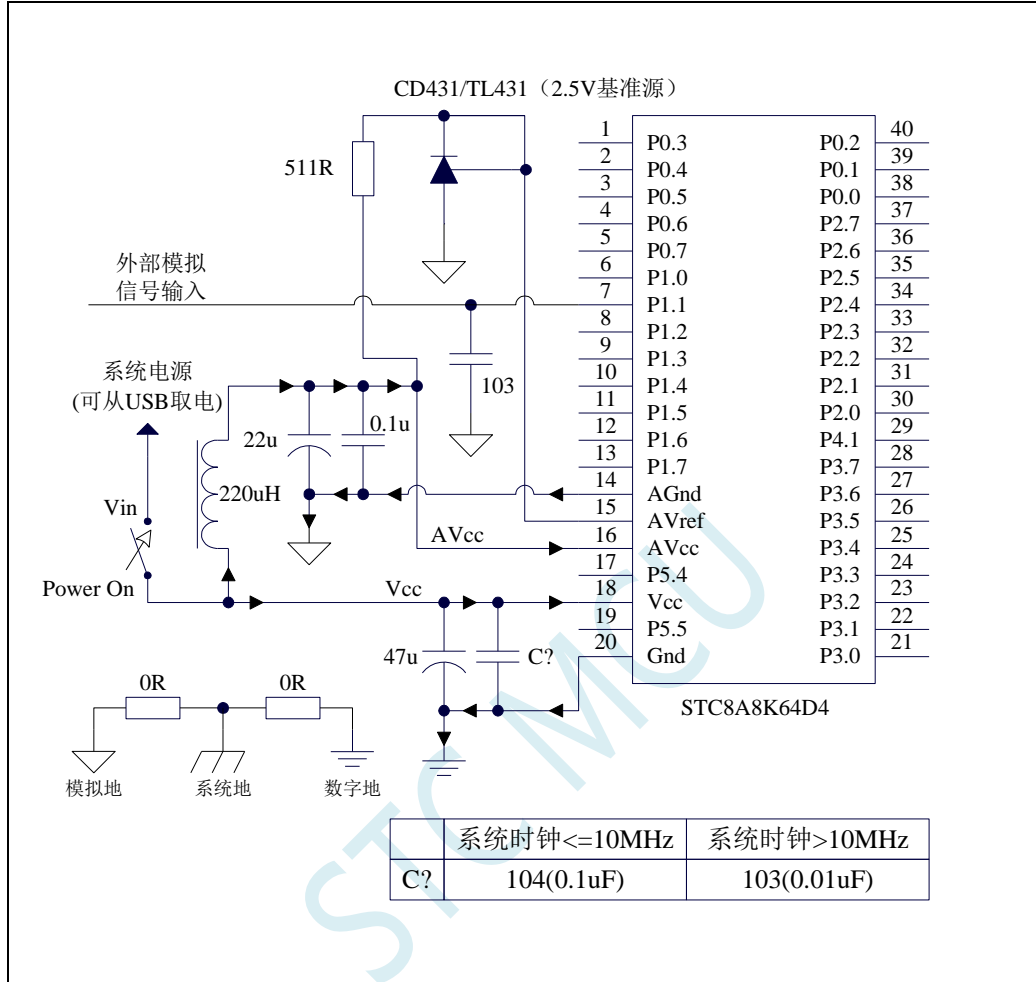 CD431/TL431（2.5V基准源）
511R
外部模拟
信号输入
103
系统电源
(可从USB取电)
22u
0.1u
220uH
Vin
Power On
AVcc
Vcc
47u
C?
1 P0.3 P0.2 40
2 P0.4 P0.1 39
3 P0.5 P0.0 38
4 P0.6 P2.7 37
5 P0.7 P2.6 36
6 P1.0 P2.5 35
7 P1.1 P2.4 34
8 P1.2 P2.3 33
9 P1.3 P2.2 32
10 P1.4 P2.1 31
11 P1.5 P2.0 30
12 P1.6 P4.1 29
13 P1.7 P3.7 28
14 AGnd P3.6 27
15 AVref P3.5 26
16 AVcc P3.4 25
17 P5.4 P3.3 24
18 Vcc P3.2 23
19 P5.5 P3.1 22
20 Gnd P3.0 21
STC8A8K64D4
0R 0R
模拟地 系统地 数字地
系统时钟<=10MHz 系统时钟>10MHz
C? 104(0.1uF) 103(0.01uF)
STC MCU